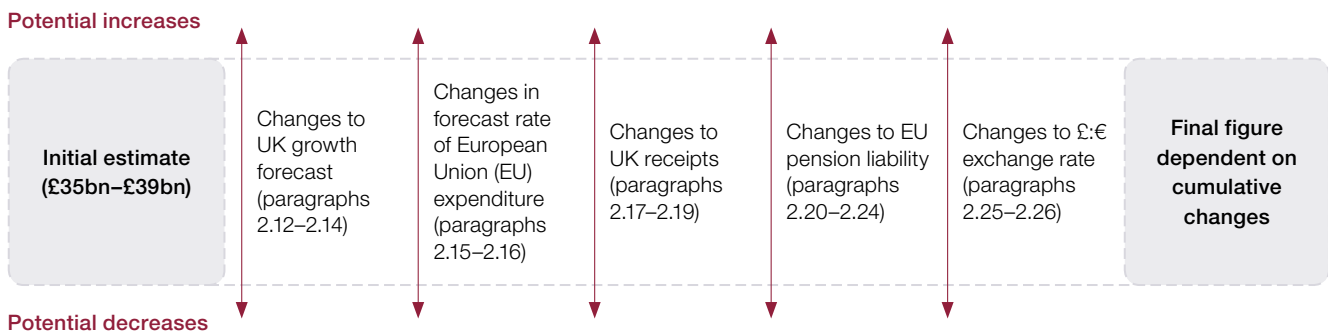 Potential increases
Initial estimate
(£35bn–£39bn)
Changes to
UK growth
forecast
(paragraphs
2.12–2.14)
Changes in
forecast rate
of European
Union (EU)
expenditure
(paragraphs
2.15–2.16)
Changes to
UK receipts
(paragraphs
2.17–2.19)
Changes to EU
pension liability
(paragraphs
2.20–2.24)
Changes to £:€
exchange rate
(paragraphs
2.25–2.26)
Final figure
dependent on
cumulative
changes
Potential decreases